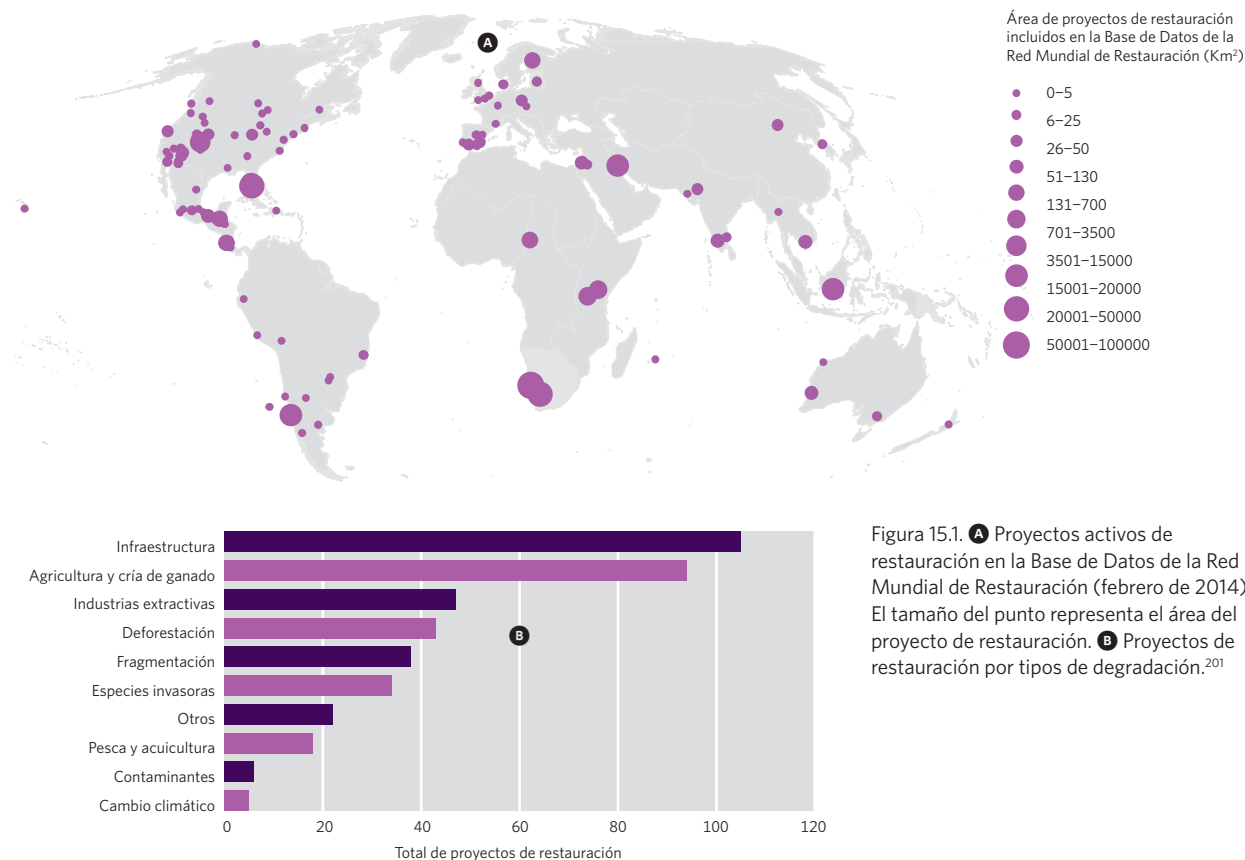 A
Área de proyectos de restauración
incluidos en la Base de Datos de la
Red Mundial de Restauración (Km²)
0–5
6–25
26–50
51–130
131–700
701–3500
3501–15000
15001–20000
20001–50000
50001–100000
Infraestructura
Agricultura y cría de ganado
Industrias extractivas
Deforestación
Fragmentación
Especies invasoras
Otros
Pesca y acuicultura
Contaminantes
Cambio climático
B
0 20 40 60 80 100 120
Total de proyectos de restauración
Figura 15.1. A Proyectos activos de
restauración en la Base de Datos de la Red
Mundial de Restauración (febrero de 2014)
El tamaño del punto representa el área del
proyecto de restauración. B Proyectos de
restauración por tipos de degradación.²⁰¹